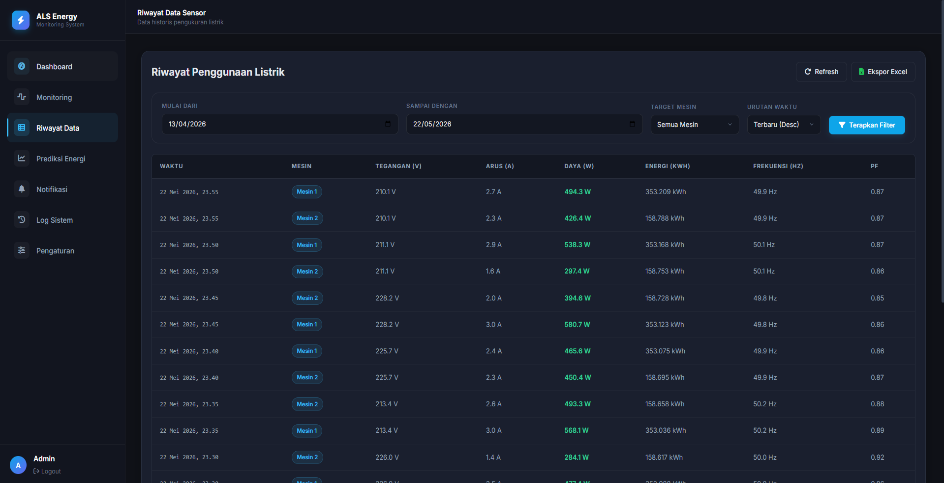 ALS Energy
Monitoring System
Dashboard
Monitoring
Riwayat Data
Prediksi Energi
Notifikasi
Log Sistem
Pengaturan
A
Admin
Logout
Riwayat Data Sensor
Data historis pengukuran listrik
Riwayat Penggunaan Listrik
Refresh
Ekspor Excel
MULAI DARI SAMPAI DENGAN TARGET MESIN URUTAN WAKTU
13/04/2026 22/05/2026 Semua Mesin Terbaru (Desc) Terapkan Filter
WAKTU MESIN TEGANGAN (V) ARUS (A) DAYA (W) ENERGI (KWH) FREKUENSI (HZ) PF
22 Mei 2026, 23.55 Mesin 1 210.1 V 2.7 A 494.3 W 353.209 kWh 49.9 Hz 0.87
22 Mei 2026, 23.55 Mesin 2 210.1 V 2.3 A 426.4 W 158.788 kWh 49.9 Hz 0.87
22 Mei 2026, 23.50 Mesin 1 211.1 V 2.9 A 538.3 W 353.168 kWh 50.1 Hz 0.87
22 Mei 2026, 23.50 Mesin 2 211.1 V 1.6 A 297.4 W 158.753 kWh 50.1 Hz 0.86
22 Mei 2026, 23.45 Mesin 2 228.2 V 2.0 A 394.6 W 158.728 kWh 49.8 Hz 0.85
22 Mei 2026, 23.45 Mesin 1 228.2 V 3.0 A 580.7 W 353.123 kWh 49.8 Hz 0.86
22 Mei 2026, 23.40 Mesin 1 225.7 V 2.4 A 465.6 W 353.075 kWh 49.9 Hz 0.86
22 Mei 2026, 23.40 Mesin 2 225.7 V 2.3 A 450.4 W 158.695 kWh 49.9 Hz 0.87
22 Mei 2026, 23.35 Mesin 2 213.4 V 2.6 A 493.3 W 158.658 kWh 50.2 Hz 0.88
22 Mei 2026, 23.35 Mesin 1 213.4 V 3.0 A 568.1 W 353.036 kWh 50.2 Hz 0.89
22 Mei 2026, 23.30 Mesin 2 226.0 V 1.4 A 284.1 W 158.617 kWh 50.0 Hz 0.92